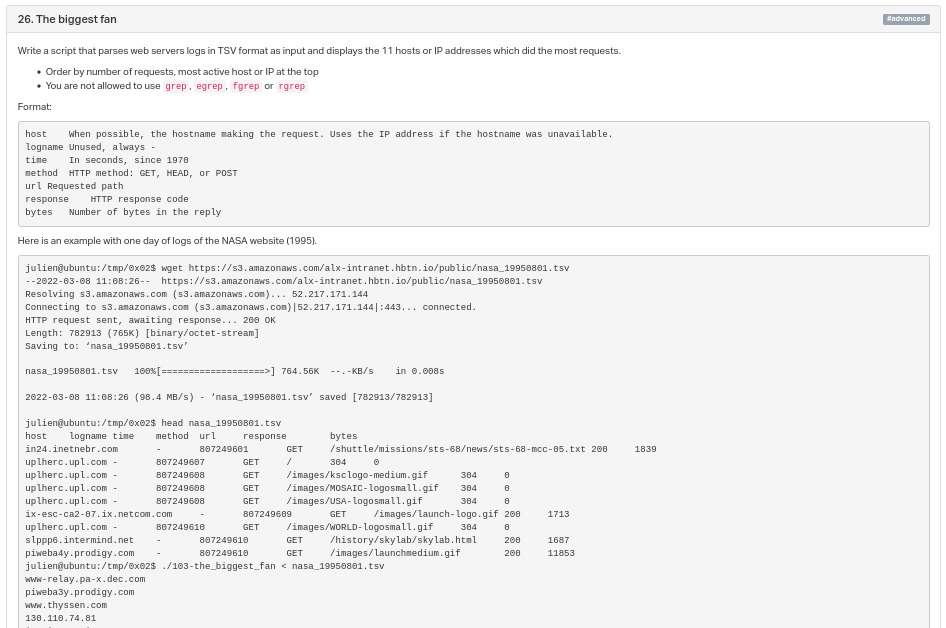 26. The biggest fan
#advanced
Write a script that parses web servers logs in TSV format as input and displays the 11 hosts or IP addresses which did the most requests.
• Order by number of requests, most active host or IP at the top
• You are not allowed to use grep, egrep, fgrep or rgrep
Format:
host    When possible, the hostname making the request. Uses the IP address if the hostname was unavailable.
logname Unused, always -
time    In seconds, since 1970
method  HTTP method: GET, HEAD, or POST
url Requested path
response    HTTP response code
bytes   Number of bytes in the reply
Here is an example with one day of logs of the NASA website (1995).
julien@ubuntu:/tmp/0x02$ wget https://s3.amazonaws.com/alx-intranet.hbtn.io/public/nasa_19950801.tsv
--2022-03-08 11:08:26--  https://s3.amazonaws.com/alx-intranet.hbtn.io/public/nasa_19950801.tsv
Resolving s3.amazonaws.com (s3.amazonaws.com)... 52.217.171.144
Connecting to s3.amazonaws.com (s3.amazonaws.com)|52.217.171.144|:443... connected.
HTTP request sent, awaiting response... 200 OK
Length: 782913 (765K) [binary/octet-stream]
Saving to: ‘nasa_19950801.tsv’
nasa_19950801.tsv   100%[===================>] 764.56K  --.-KB/s    in 0.008s
2022-03-08 11:08:26 (98.4 MB/s) - ‘nasa_19950801.tsv’ saved [782913/782913]
julien@ubuntu:/tmp/0x02$ head nasa_19950801.tsv
host    logname time    method  url     response        bytes
in24.inetnebr.com       -       807249601       GET     /shuttle/missions/sts-68/news/sts-68-mcc-05.txt 200     1839
uplherc.upl.com -       807249607       GET     /       304     0
uplherc.upl.com -       807249608       GET     /images/ksclogo-medium.gif      304     0
uplherc.upl.com -       807249608       GET     /images/MOSAIC-logosmall.gif    304     0
uplherc.upl.com -       807249608       GET     /images/USA-logosmall.gif       304     0
ix-esc-ca2-07.ix.netcom.com     -       807249609       GET     /images/launch-logo.gif 200     1713
uplherc.upl.com -       807249610       GET     /images/WORLD-logosmall.gif     304     0
slppp6.intermind.net    -       807249610       GET     /history/skylab/skylab.html     200     1687
piweba4y.prodigy.com    -       807249610       GET     /images/launchmedium.gif        200     11853
julien@ubuntu:/tmp/0x02$ ./103-the_biggest_fan < nasa_19950801.tsv
www-relay.pa-x.dec.com
piweba3y.prodigy.com
www.thyssen.com
130.110.74.81